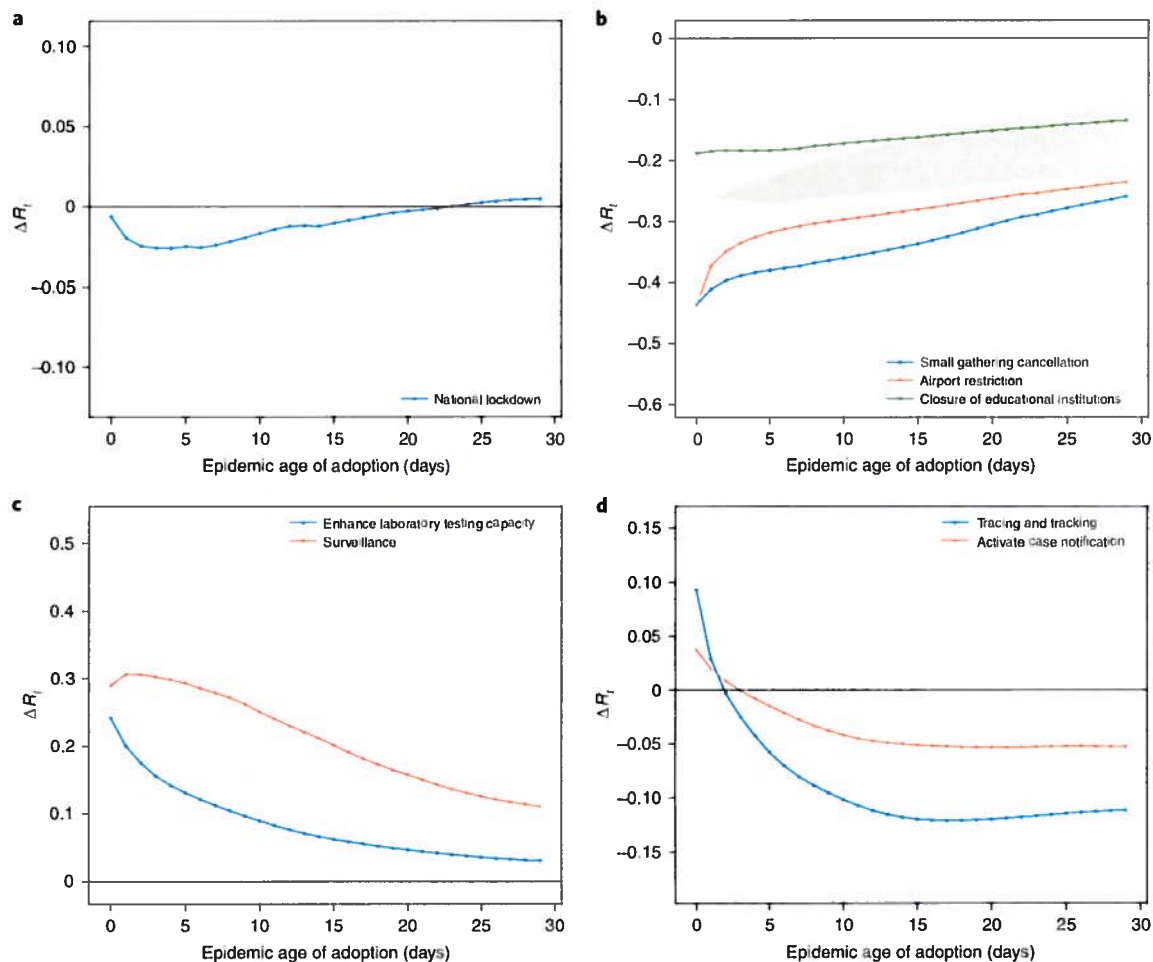 a
0.10
0.05
0
–0.05
–0.10
ΔRt
National lockdown
0 5 10 15 20 25 30
Epidemic age of adoption (days)
b
0
–0.1
–0.2
–0.3
–0.4
–0.5
–0.6
ΔRt
Small gathering cancellation
Airport restriction
Closure of educational institutions
0 5 10 15 20 25 30
Epidemic age of adoption (days)
c
0.5
0.4
0.3
0.2
0.1
0
ΔRt
Enhance laboratory testing capacity
Surveillance
0 5 10 15 20 25 30
Epidemic age of adoption (days)
d
0.15
0.10
0.05
0
–0.05
–0.10
–0.15
ΔRt
Tracing and tracking
Activate case notification
0 5 10 15 20 25 30
Epidemic age of adoption (days)